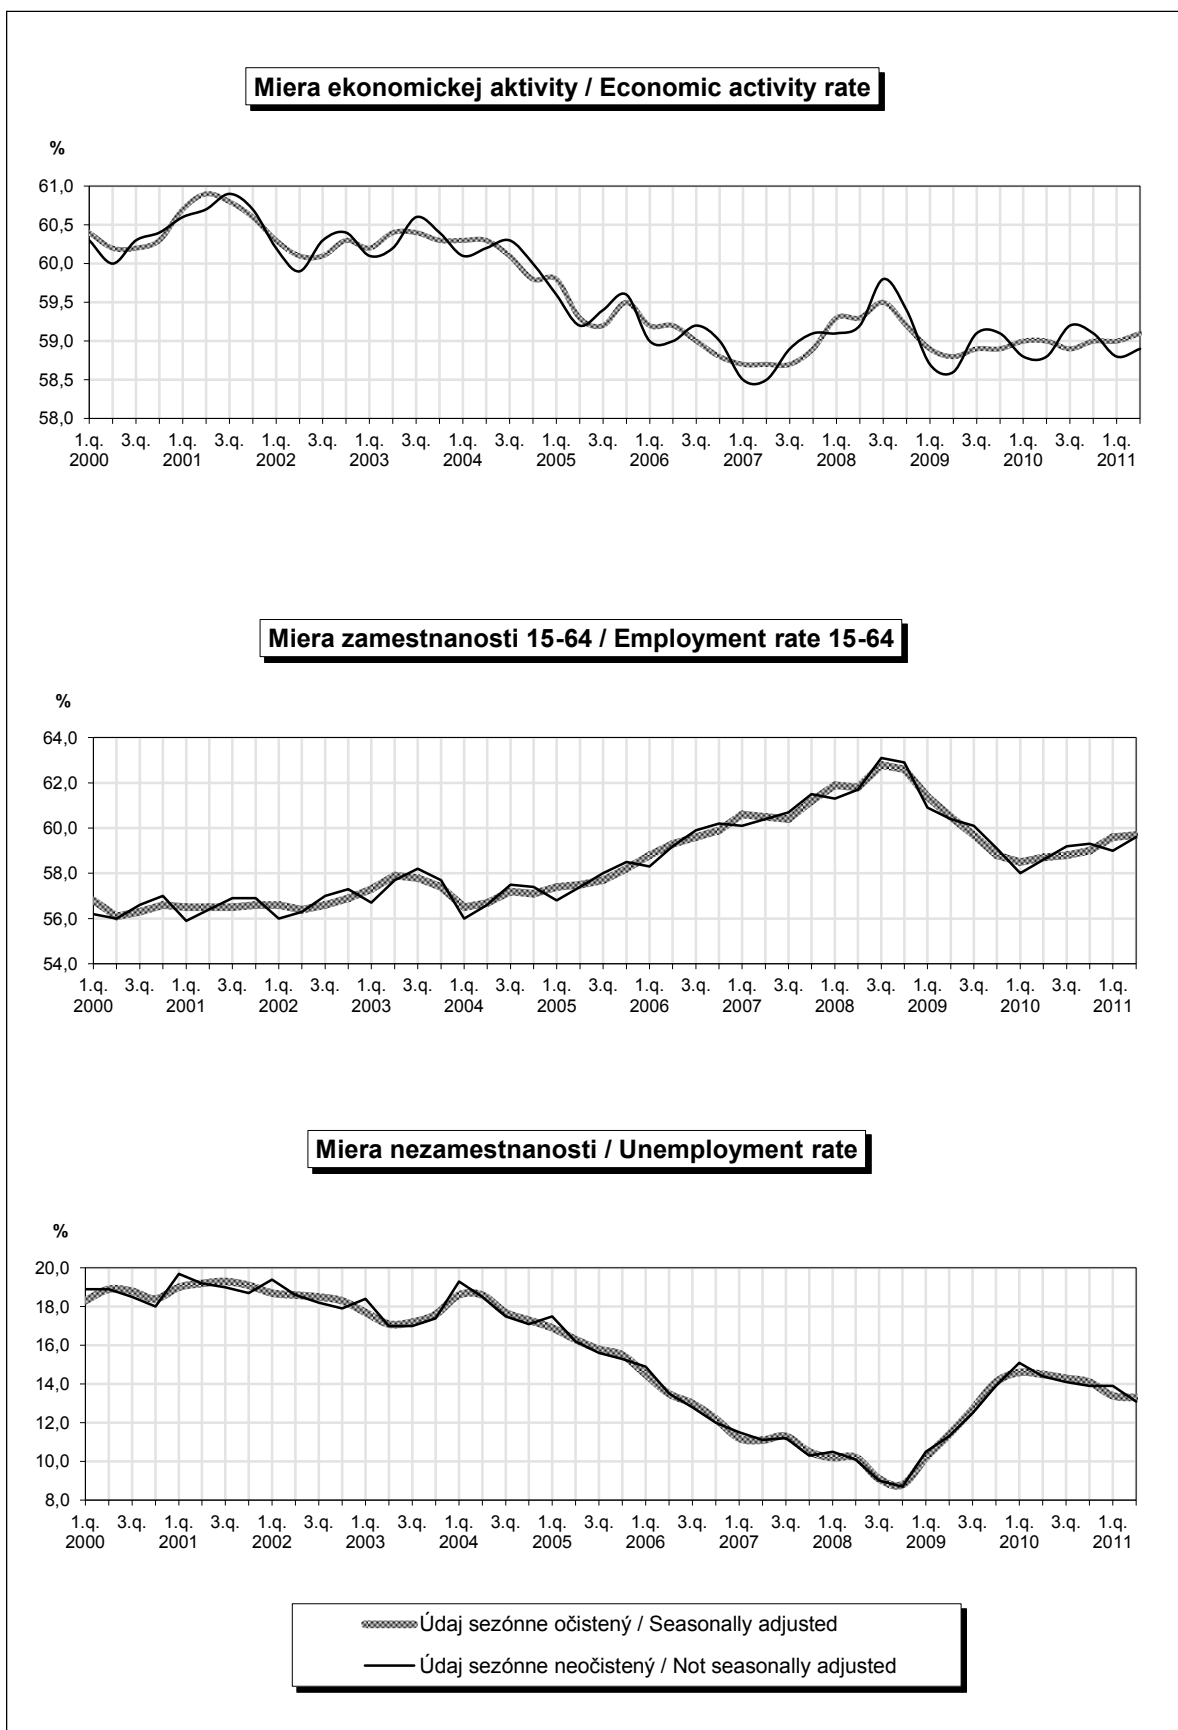 Miera ekonomickej aktivity / Economic activity rate
%
61,0
60,5
60,0
59,5
59,0
58,5
58,0
1.q. 3.q. 1.q. 3.q. 1.q. 3.q. 1.q. 3.q. 1.q. 3.q. 1.q. 3.q. 1.q. 3.q. 1.q. 3.q. 1.q. 3.q. 1.q. 3.q. 1.q. 3.q. 1.q.
2000 2001 2002 2003 2004 2005 2006 2007 2008 2009 2010 2011
Miera zamestnanosti 15-64 / Employment rate 15-64
%
64,0
62,0
60,0
58,0
56,0
54,0
1.q. 3.q. 1.q. 3.q. 1.q. 3.q. 1.q. 3.q. 1.q. 3.q. 1.q. 3.q. 1.q. 3.q. 1.q. 3.q. 1.q. 3.q. 1.q. 3.q. 1.q. 3.q. 1.q.
2000 2001 2002 2003 2004 2005 2006 2007 2008 2009 2010 2011
Miera nezamestnanosti / Unemployment rate
%
20,0
18,0
16,0
14,0
12,0
10,0
8,0
1.q. 3.q. 1.q. 3.q. 1.q. 3.q. 1.q. 3.q. 1.q. 3.q. 1.q. 3.q. 1.q. 3.q. 1.q. 3.q. 1.q. 3.q. 1.q. 3.q. 1.q. 3.q. 1.q.
2000 2001 2002 2003 2004 2005 2006 2007 2008 2009 2010 2011
Údaj sezónne očistený / Seasonally adjusted
Údaj sezónne neočistený / Not seasonally adjusted